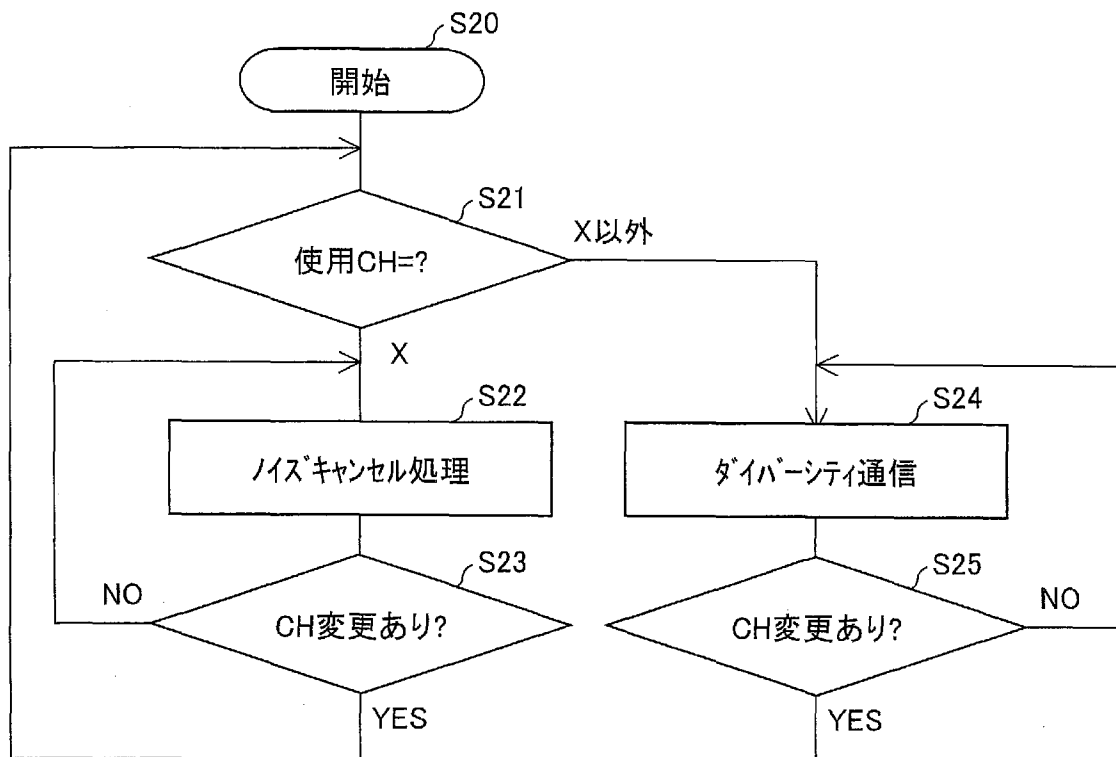 S20
開始
S21
使用CH=?
X以外
X
S22
ノイズキャンセル処理
S24
ダイバーシティ通信
S23
CH変更あり?
NO
YES
S25
CH変更あり?
NO
YES